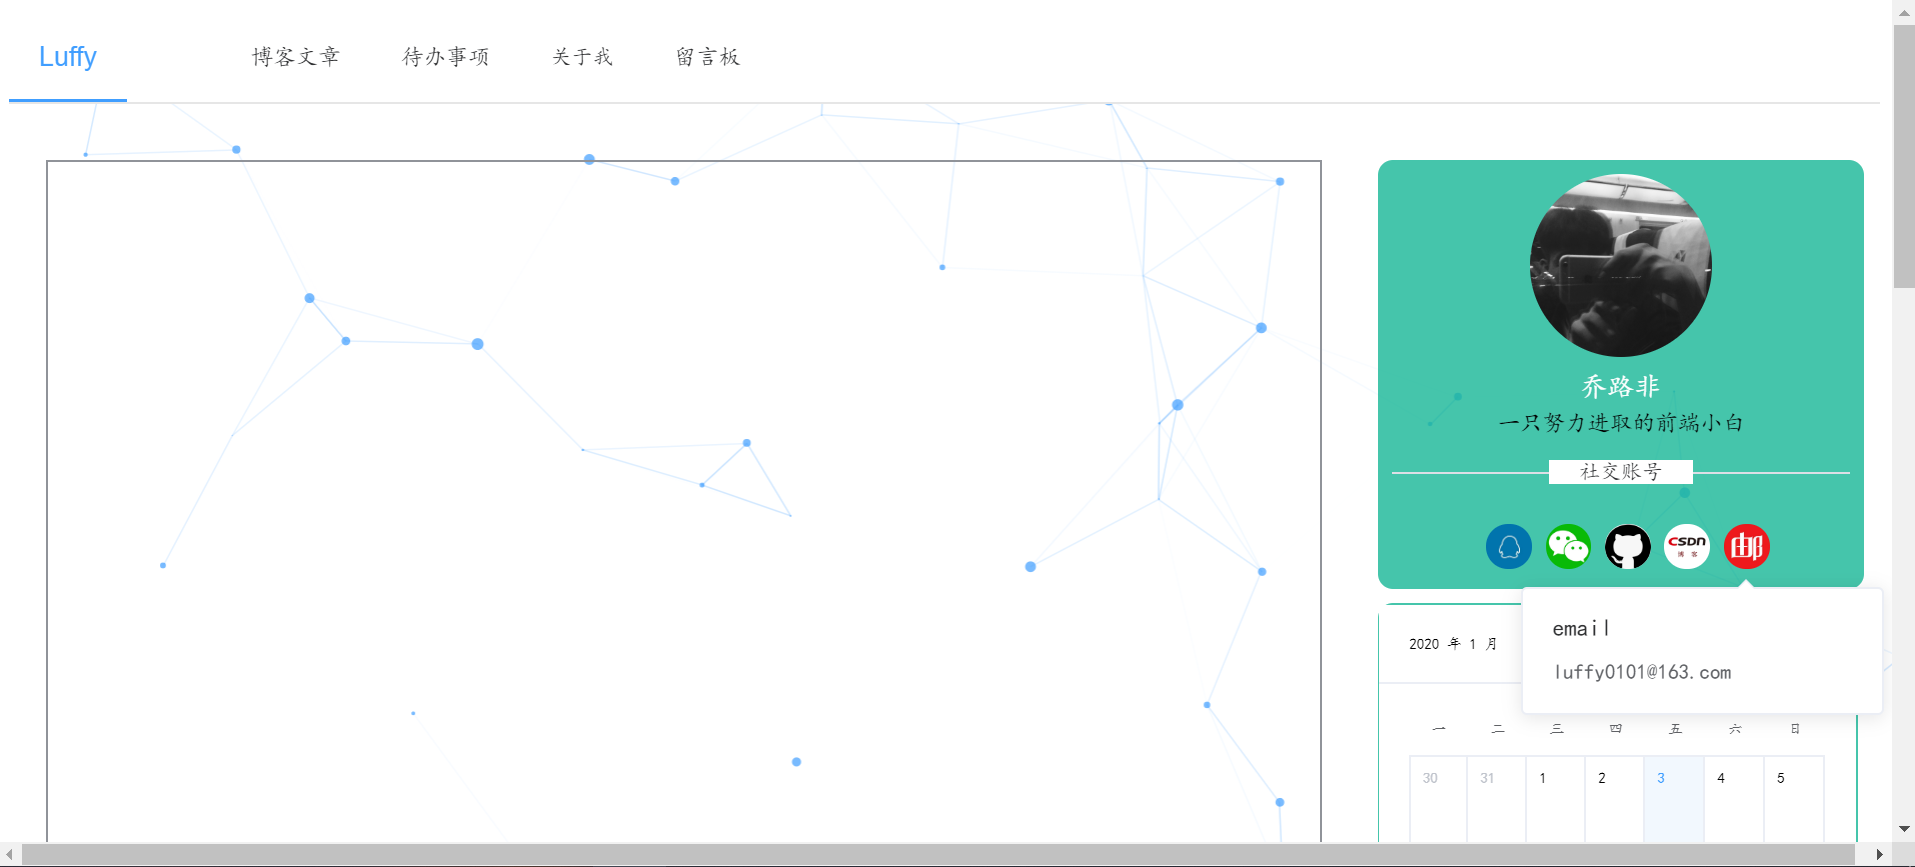 Luffy 博客文章 待办事项 关于我 留言板
乔路非
一只努力进取的前端小白
社交账号
CSDN
博 客
邮
email
luffy0101@163.com
2020 年 1 月
一 二 三 四 五 六 日
30 31 1 2 3 4 5